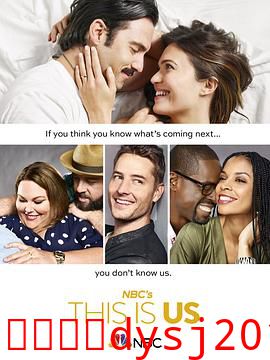 If you think you know what's coming next...
you don't know us.
NBC's
THIS IS US.
NBC
dysj20